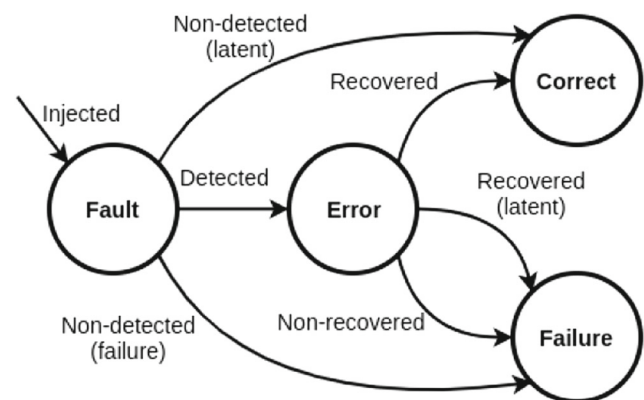 Non-detected
(latent)
Correct
Recovered
Injected
Detected
Recovered
(latent)
Fault
Error
Non-detected
(failure)
Non-recovered
Failure